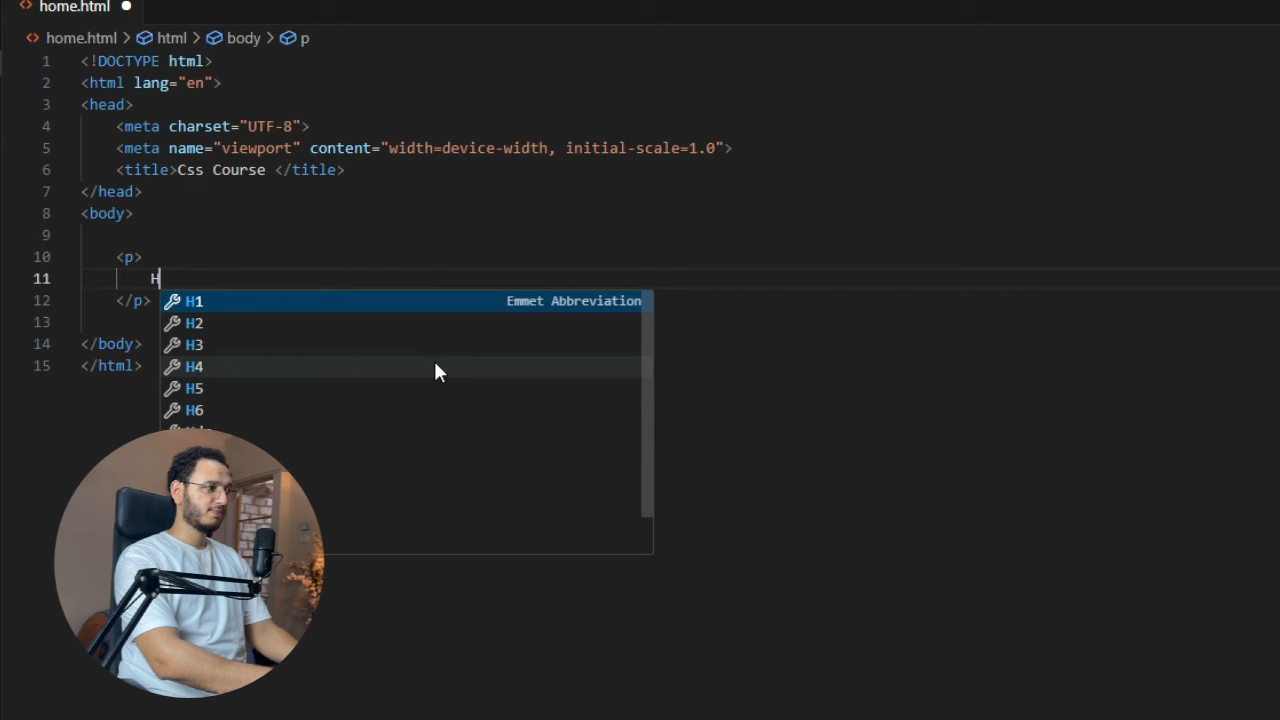 <> home.html
<> home.html > html > body > p
1 <!DOCTYPE html>
2 <html lang="en">
3 <head>
4 <meta charset="UTF-8">
5 <meta name="viewport" content="width=device-width, initial-scale=1.0">
6 <title>Css Course </title>
7 </head>
8 <body>
9
10 <p>
11 H
H1 Emmet Abbreviation
12 </p>
H2
13
H3
14 </body>
H4
15 </html>
H5
H6